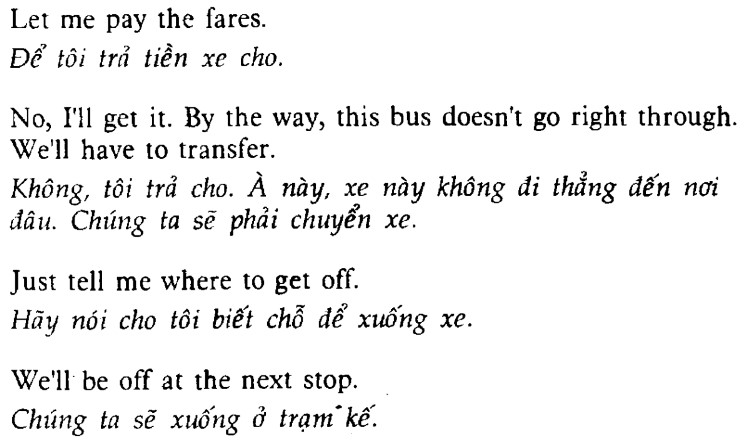 Let me pay the fares.
Để tôi trả tiền xe cho.
No, I'll get it. By the way, this bus doesn't go right through.
We'll have to transfer.
Không, tôi trả cho. À này, xe này không đi thẳng đến nơi
đâu. Chúng ta sẽ phải chuyển xe.
Just tell me where to get off.
Hãy nói cho tôi biết chỗ để xuống xe.
We'll be off at the next stop.
Chúng ta sẽ xuống ở trạm kế.